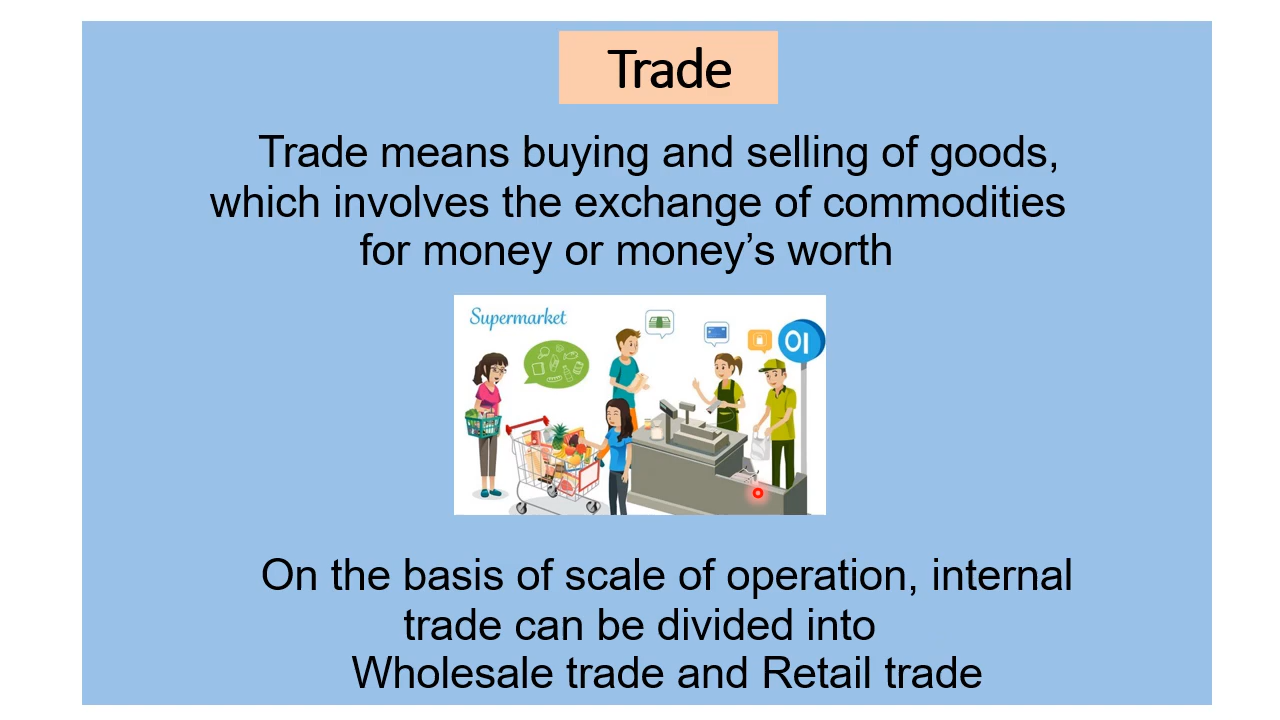 Trade
Trade means buying and selling of goods,
which involves the exchange of commodities
for money or money’s worth
Supermarket
01
On the basis of scale of operation, internal
trade can be divided into
Wholesale trade and Retail trade